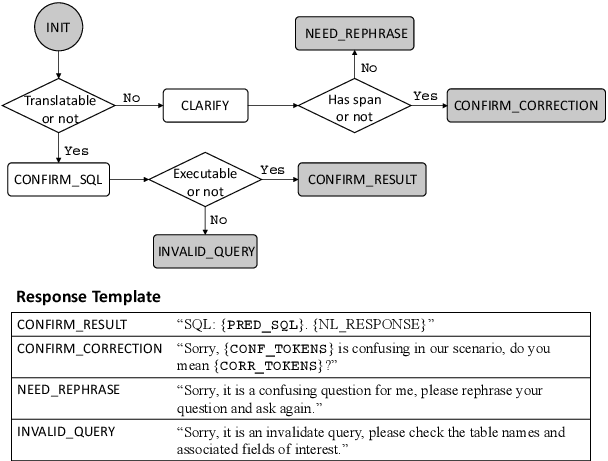 INIT
NEED_REPHRASE
No
Translatable
or not
No
CLARIFY
Has span
or not
Yes
CONFIRM_CORRECTION
Yes
CONFIRM_SQL
Executable
or not
Yes
CONFIRM_RESULT
No
INVALID_QUERY
Response Template
CONFIRM_RESULT
“SQL: {PRED_SQL}. {NL_RESPONSE}”
CONFIRM_CORRECTION
“Sorry, {CONF_TOKENS} is confusing in our scenario, do you
mean {CORR_TOKENS}?”
NEED_REPHRASE
“Sorry, it is a confusing question for me, please rephrase your
question and ask again.”
INVALID_QUERY
“Sorry, it is an invalidate query, please check the table names and
associated fields of interest.”